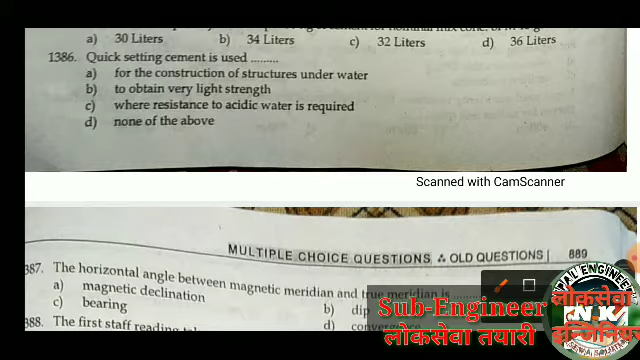 a) 30 Liters b) 34 Liters c) 32 Liters d) 36 Liters
1386. Quick setting cement is used .........
a) for the construction of structures under water
b) to obtain very light strength
c) where resistance to acidic water is required
d) none of the above
Scanned with CamScanner
MULTIPLE CHOICE QUESTIONS ∴ OLD QUESTIONS | 889
387. The horizontal angle between magnetic meridian and true meridian is
a) magnetic declination b) dip
c) bearing d) convergence
388. The first staff reading
Sub-Engineer
लोकसेवा तयारी
लोकसेवा